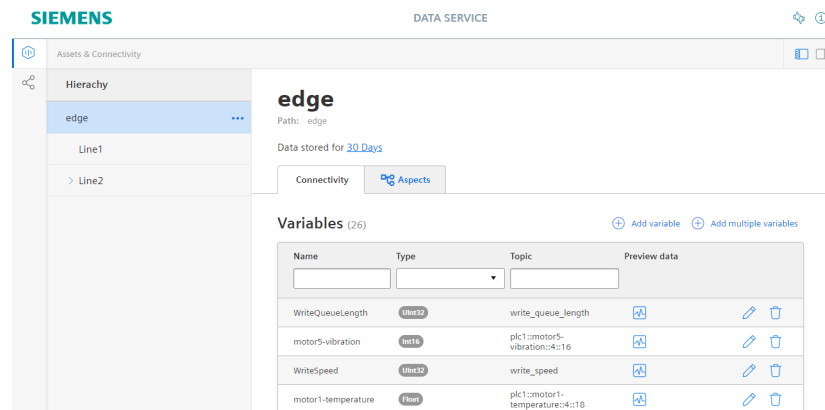 SIEMENS
DATA SERVICE
Assets & Connectivity
Hierachy
edge
Line1
Line2
edge
Path: edge
Data stored for 30 Days
Connectivity
Aspects
Variables (26)
Add variable
Add multiple variables
Name Type Topic Preview data
WriteQueueLength UInt32 write_queue_length
motor5-vibration Int16 plc1::motor5-
vibration::4::16
WriteSpeed UInt32 write_speed
motor1-temperature Float plc1::motor1-
temperature::4::18